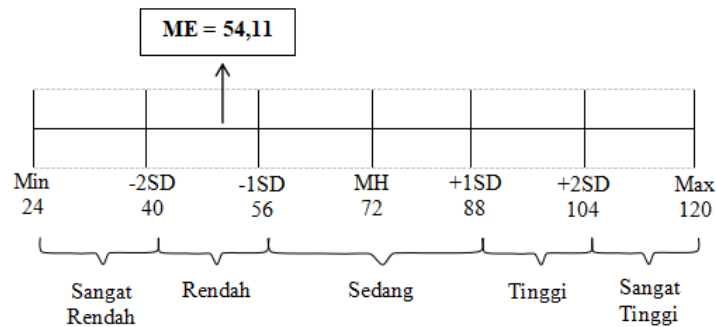 ME = 54,11
Min -2SD -1SD MH +1SD +2SD Max
24 40 56 72 88 104 120
Sangat Rendah Sedang Tinggi Sangat
Rendah Tinggi